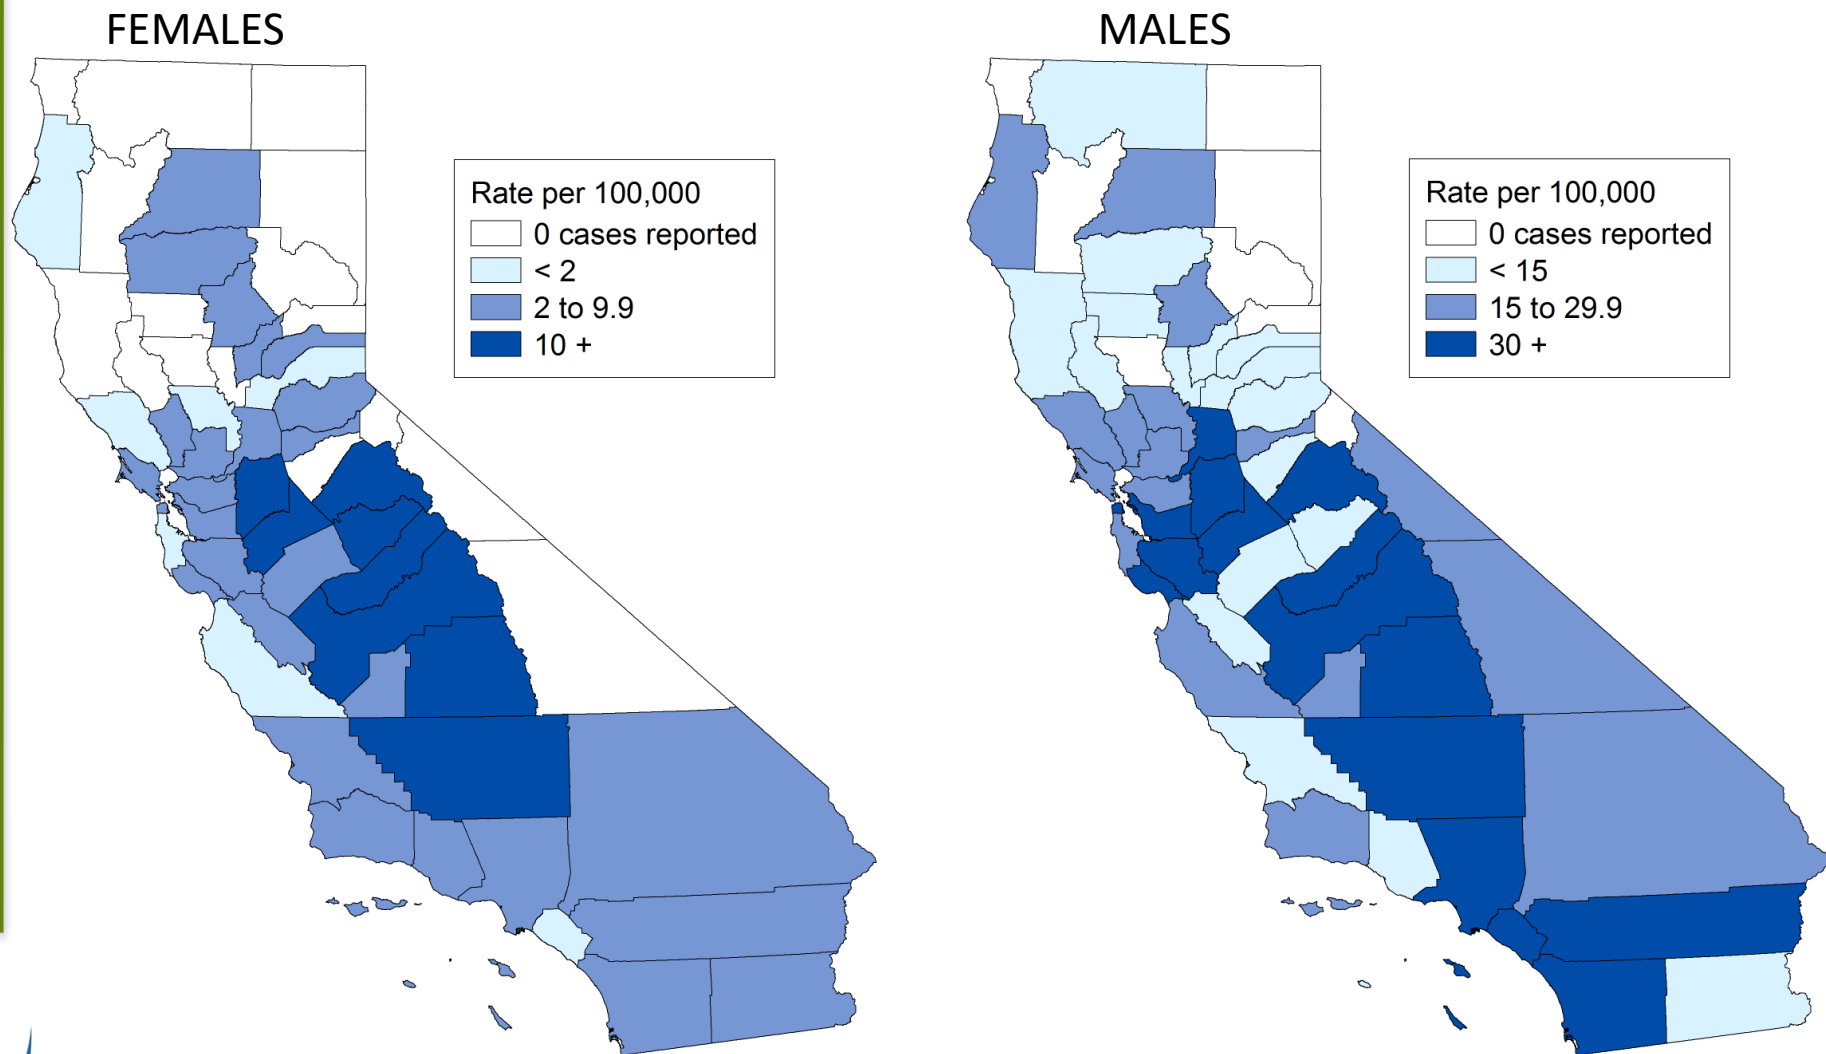 FEMALES
Rate per 100,000
0 cases reported
< 2
2 to 9.9
10 +
MALES
Rate per 100,000
0 cases reported
< 15
15 to 29.9
30 +